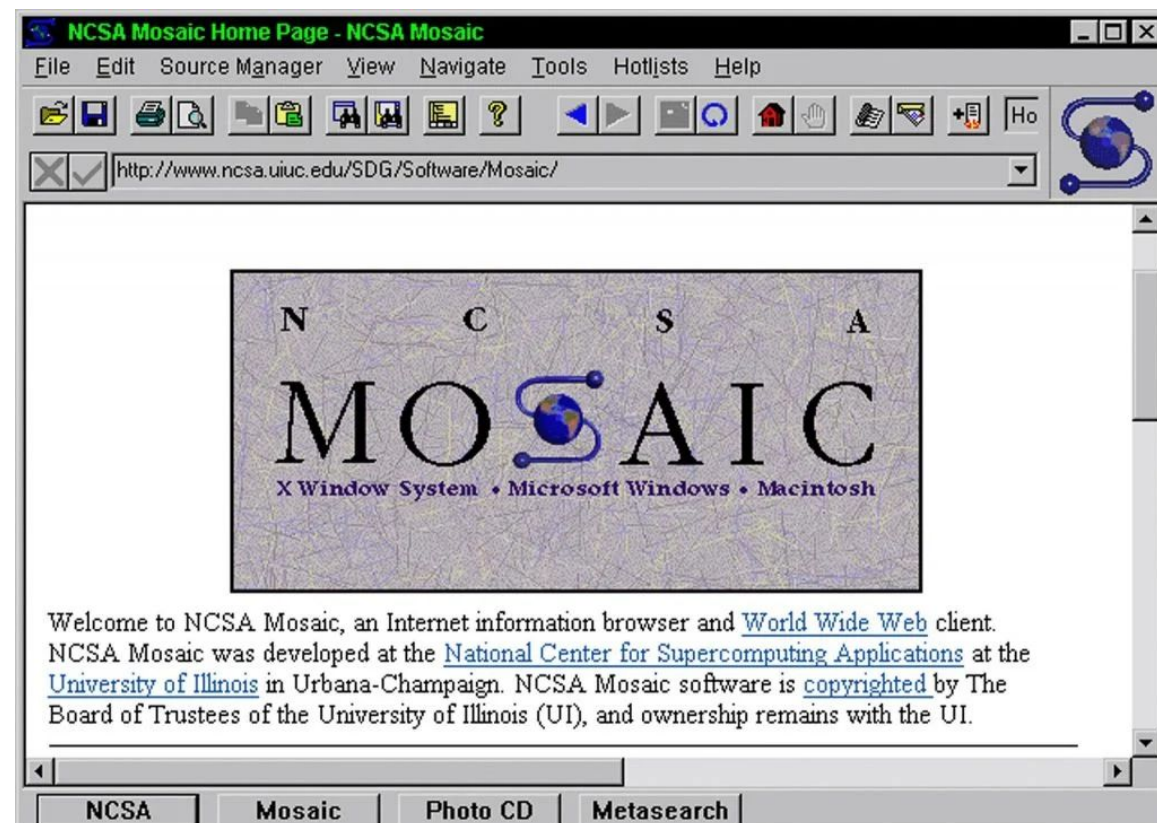 NCSA Mosaic Home Page - NCSA Mosaic
File Edit Source Manager View Navigate Tools Hotlists Help
Ho
http://www.ncsa.uiuc.edu/SDG/Software/Mosaic/
N C S A
MOSAIC
X Window System • Microsoft Windows • Macintosh
Welcome to NCSA Mosaic, an Internet information browser and World Wide Web client.
NCSA Mosaic was developed at the National Center for Supercomputing Applications at the
University of Illinois in Urbana-Champaign. NCSA Mosaic software is copyrighted by The
Board of Trustees of the University of Illinois (UI), and ownership remains with the UI.
NCSA Mosaic Photo CD Metasearch